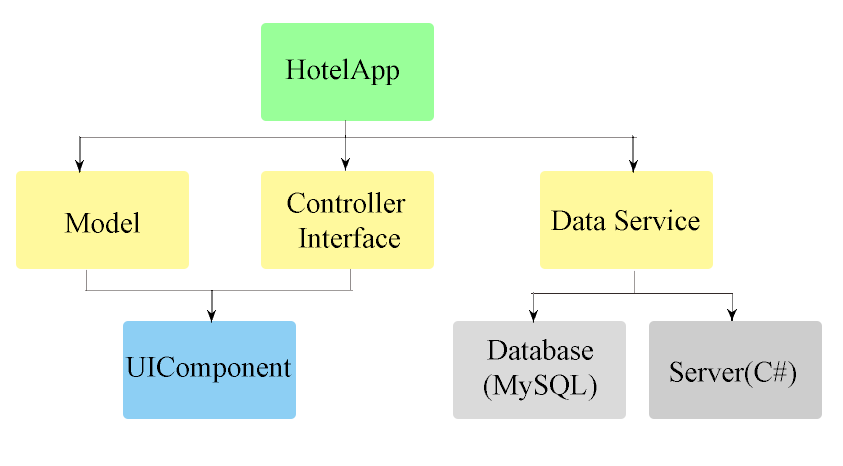 HotelApp
Model
Controller
Interface
Data Service
UIComponent
Database
(MySQL)
Server(C#)